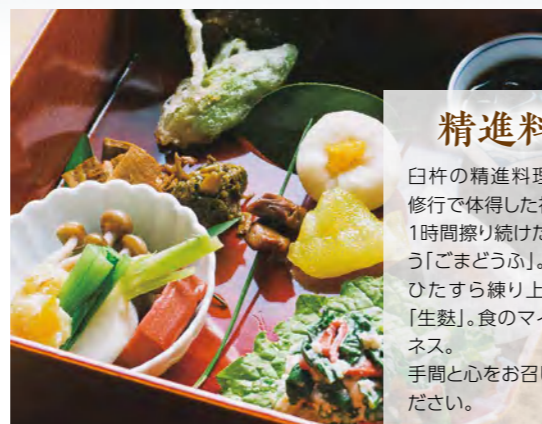 精進料
臼杵の精進料理
修行で体得した
1時間擦り続けた
う「ごまどうふ」。
ひたすら練り上
「生麩」。食のマイ
ネス。
手間と心をお召し
ださい。